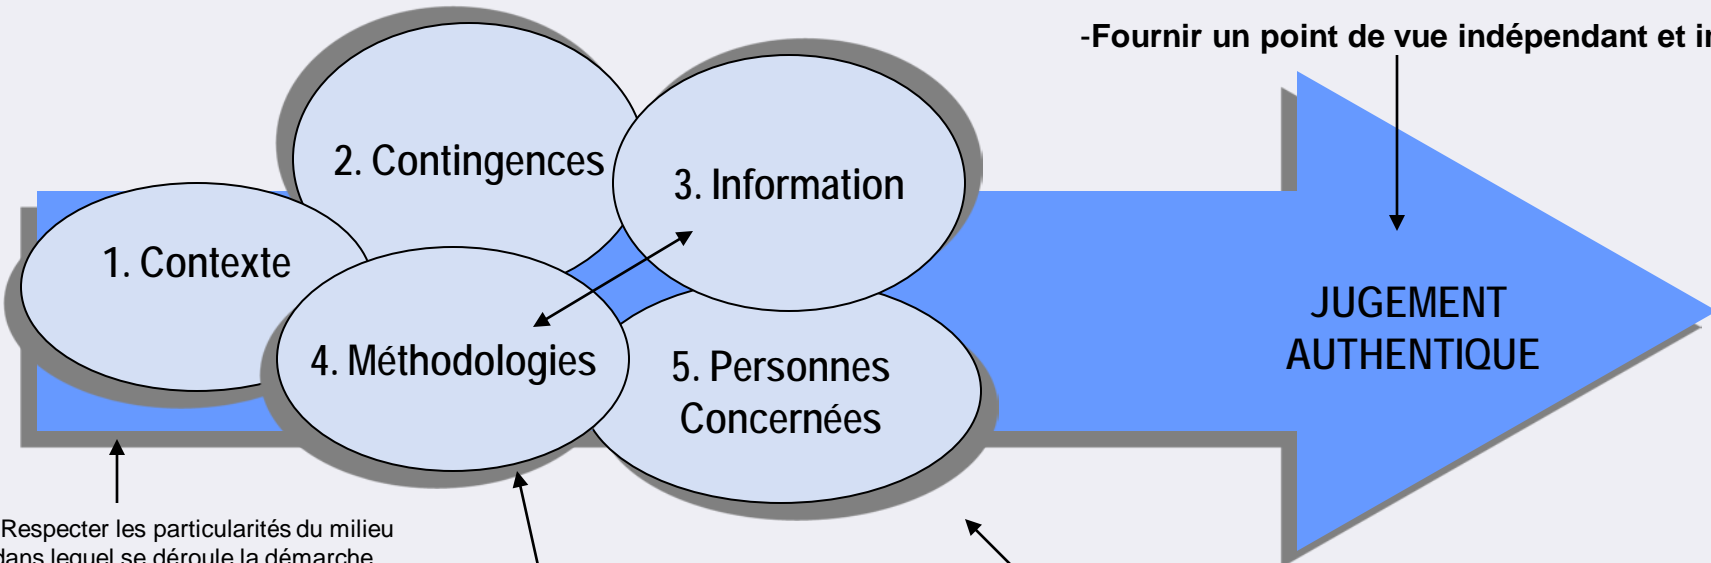 -Fournir un point de vue indépendant et
2. Contingences
3. Information
1. Contexte
4. Méthodologies
5. Personnes
Concernées
JUGEMENT
AUTHENTIQUE
Respecter les particularités du milieu
dans lequel se déroule la démarche